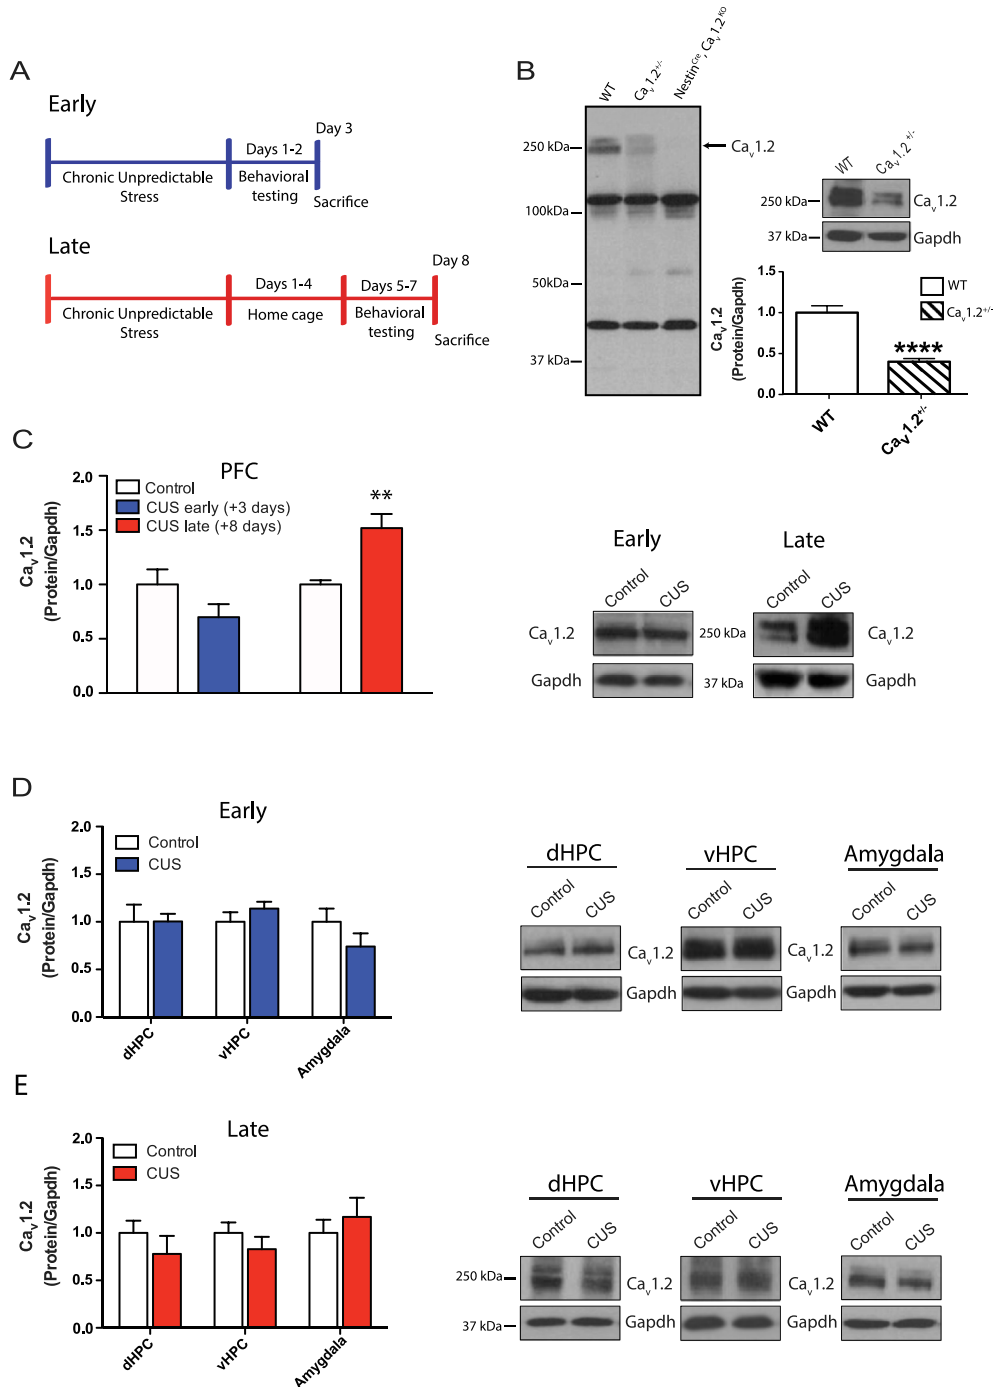 A
Early
Day 3
Days 1-2
Chronic Unpredictable
Stress
Behavioral
testing
Sacrifice
Late
Day 8
Days 1-4
Days 5-7
Chronic Unpredictable
Stress
Home cage
Behavioral
testing
Sacrifice
B
WT
Cav1.2+/-
NestinCre, Cav1.2KO
250 kDa
100kDa
50kDa
37 kDa
Cav1.2
WT
Cav1.2+/-
250 kDa
Cav1.2
37 kDa
Gapdh
Cav1.2
(Protein/Gapdh)
1.5
1.0
0.5
0.0
WT
Cav1.2+/-
****
WT
Cav1.2+/-
C
PFC
Cav1.2
(Protein/Gapdh)
2.0
1.5
1.0
0.5
0.0
Control
CUS early (+3 days)
CUS late (+8 days)
**
Early
Late
Control
CUS
Control
CUS
Cav1.2
250 kDa
Cav1.2
Gapdh
37 kDa
Gapdh
D
Early
Cav1.2
(Protein/Gapdh)
2.0
1.5
1.0
0.5
0.0
Control
CUS
dHPC
vHPC
Amygdala
dHPC
vHPC
Amygdala
Control
CUS
Control
CUS
Control
CUS
Cav1.2
Cav1.2
Gapdh
Gapdh
E
Late
Cav1.2
(Protein/Gapdh)
2.0
1.5
1.0
0.5
0.0
Control
CUS
dHPC
vHPC
Amygdala
dHPC
vHPC
Amygdala
Control
CUS
Control
CUS
Control
CUS
250 kDa
Cav1.2
Cav1.2
37 kDa
Gapdh
Gapdh